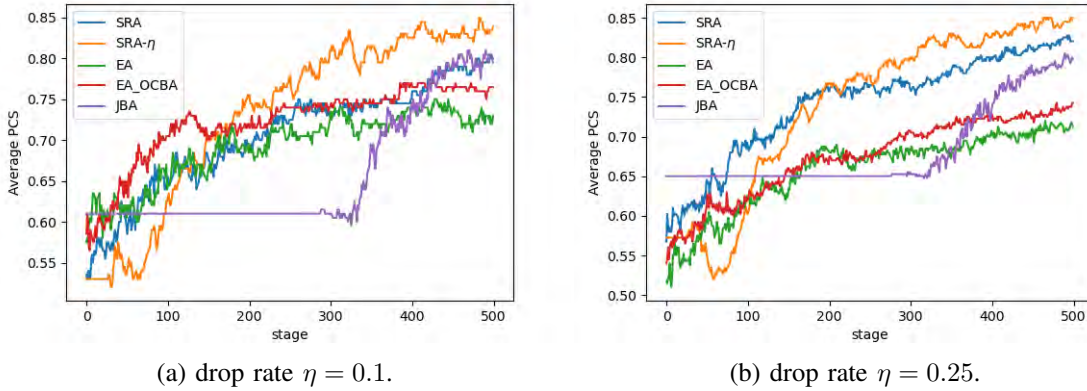 0.85
0.80
0.75
0.70
0.65
0.60
0.55
Average PCS
SRA
SRA-η
EA
EA_OCBA
JBA
0
100
200
300
400
500
stage
(a) drop rate η = 0.1.
0.85
0.80
0.75
0.70
0.65
0.60
0.55
0.50
Average PCS
SRA
SRA-η
EA
EA_OCBA
JBA
0
100
200
300
400
500
stage
(b) drop rate η = 0.25.